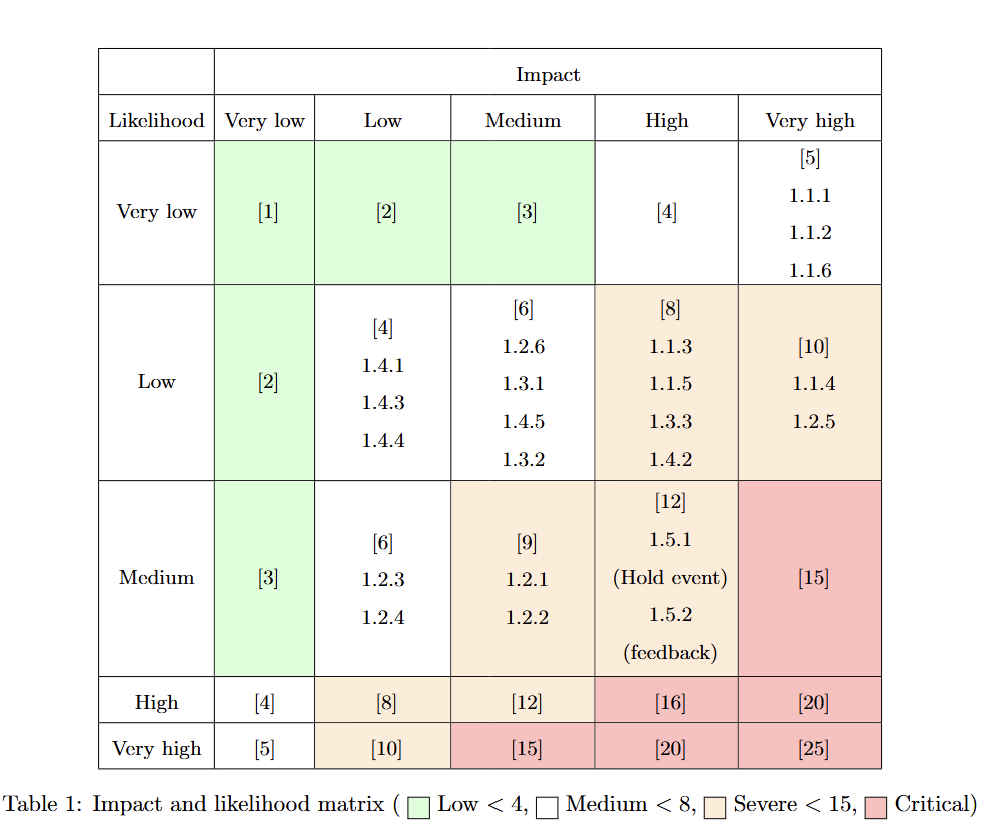 Impact
Likelihood Very low Low Medium High Very high
Very low [1] [2] [3] [4] [5]
1.1.1
1.1.2
1.1.6
Low [2] [4]
1.4.1
1.4.3
1.4.4
[6]
1.2.6
1.3.1
1.4.5
1.3.2
[8]
1.1.3
1.1.5
1.3.3
1.4.2
[10]
1.1.4
1.2.5
Medium [3] [6]
1.2.3
1.2.4
[9]
1.2.1
1.2.2
[12]
1.5.1
(Hold event)
1.5.2
(feedback)
[15]
High [4] [8] [12] [16] [20]
Very high [5] [10] [15] [20] [25]
Table 1: Impact and likelihood matrix ( Low < 4, Medium < 8, Severe < 15, Critical)